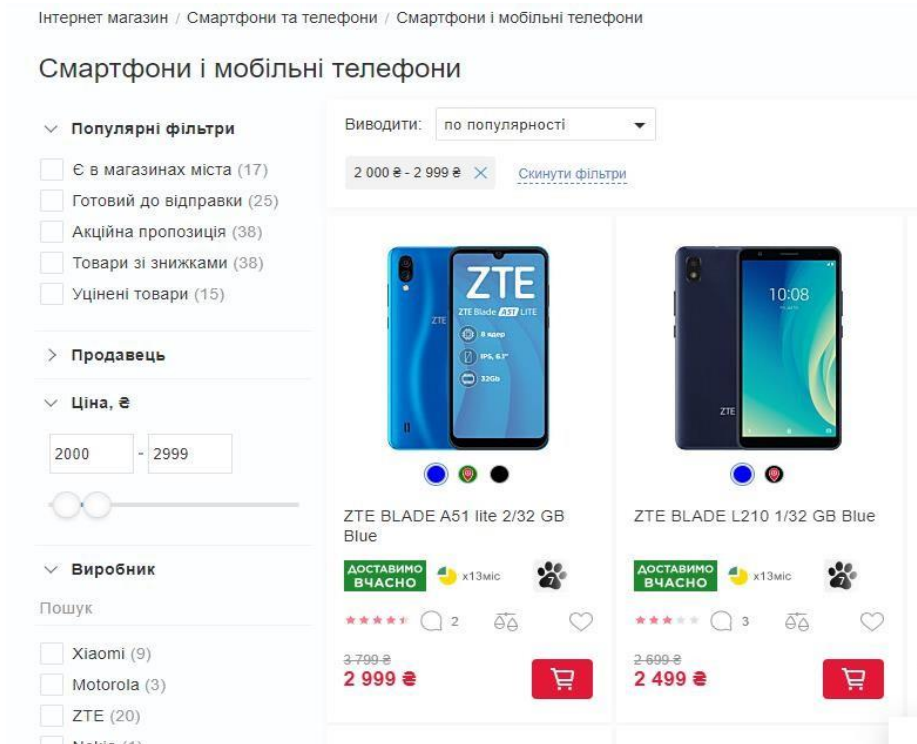 Інтернет магазин / Смартфони та телефони / Смартфони і мобільні телефони
Смартфони і мобільні телефони
Популярні фільтри
Є в магазинах міста (17)
Готовий до відправки (25)
Акційна пропозиція (38)
Товари зі знижками (38)
Уцінені товари (15)
Продавець
Ціна, ₴
2000 - 2999
Виробник
Пошук
Xiaomi (9)
Motorola (3)
ZTE (20)
Nokia (1)
Виводити: по популярності
2 000 ₴ - 2 999 ₴ Скинути фільтри
ZTE
ZTE Blade A51 LITE
8 ядер
IPS, 6.1"
32Gb
ZTE
ZTE BLADE A51 lite 2/32 GB
Blue
ДОСТАВИМО
ВЧАСНО
x13міс
7
2
3 799 ₴
2 999 ₴
10:08
ZTE
ZTE BLADE L210 1/32 GB Blue
ДОСТАВИМО
ВЧАСНО
x13міс
7
3
2 699 ₴
2 499 ₴